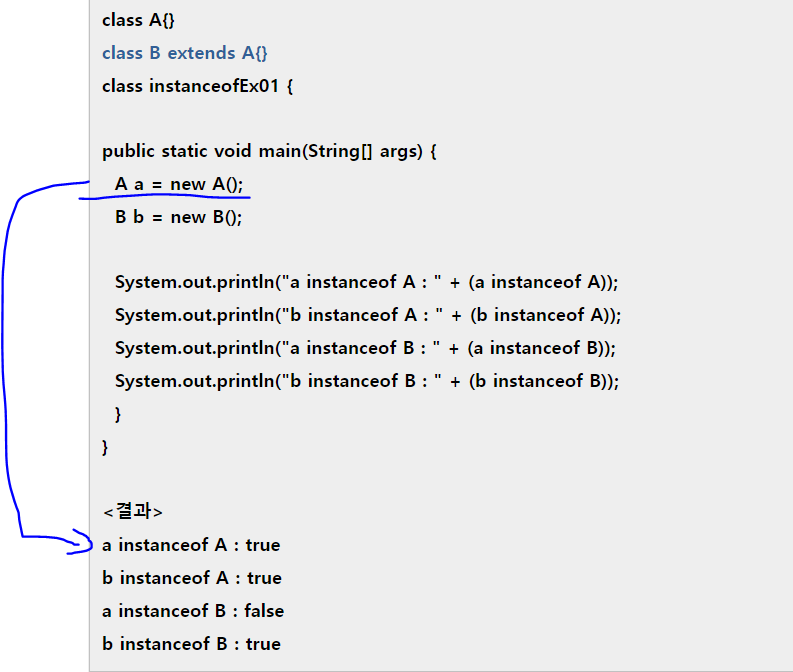 class A{}
class B extends A{}
class instanceofEx01 {
public static void main(String[] args) {
A a = new A();
B b = new B();
System.out.println("a instanceof A : " + (a instanceof A));
System.out.println("b instanceof A : " + (b instanceof A));
System.out.println("a instanceof B : " + (a instanceof B));
System.out.println("b instanceof B : " + (b instanceof B));
}
}
<결과>
a instanceof A : true
b instanceof A : true
a instanceof B : false
b instanceof B : true